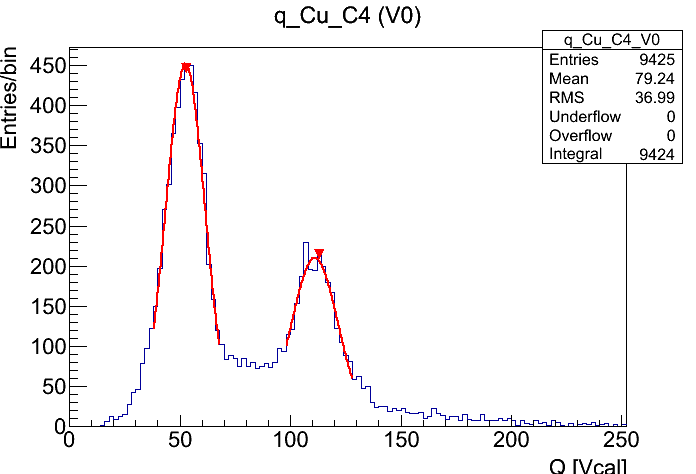 q_Cu_C4 (V0)
q_Cu_C4_V0
Entries 9425
Mean 79.24
RMS 36.99
Underflow 0
Overflow 0
Integral 9424
Entries/bin
450
400
350
300
250
200
150
100
50
0
0 50 100 150 200 250
Q [Vcal]